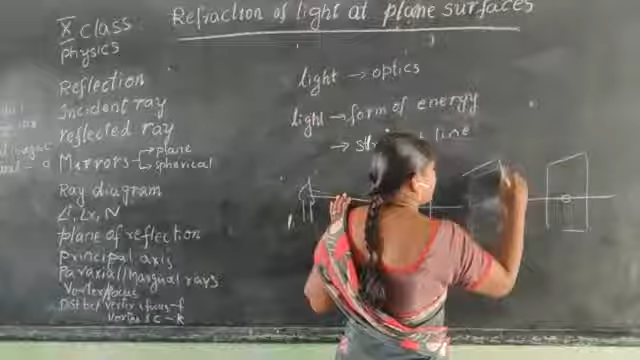 X class
physics
Refraction of light at plane surfaces
Reflection
Incident ray
reflected ray
Mirrors → plane
→ spherical
Ray diagram
∠i, ∠r, N
plane of reflection
principal axis
Paraxial/Marginal rays
Vertex/focus
light → optics
light → form of energy
line